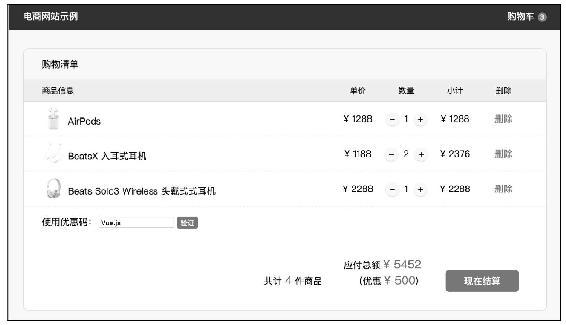 电商网站示例 购物车 3
购物清单
商品信息 单价 数量 小计 删除
AirPods ¥ 1288 − 1 + ¥ 1288 删除
BeatsX 入耳式耳机 ¥ 1188 − 2 + ¥ 2376 删除
Beats Solo3 Wireless 头戴式式耳机 ¥ 2288 − 1 + ¥ 2288 删除
使用优惠码: Vue.js 验证
应付总额 ¥ 5452
共计 4 件商品 (优惠 ¥ 500) 现在结算